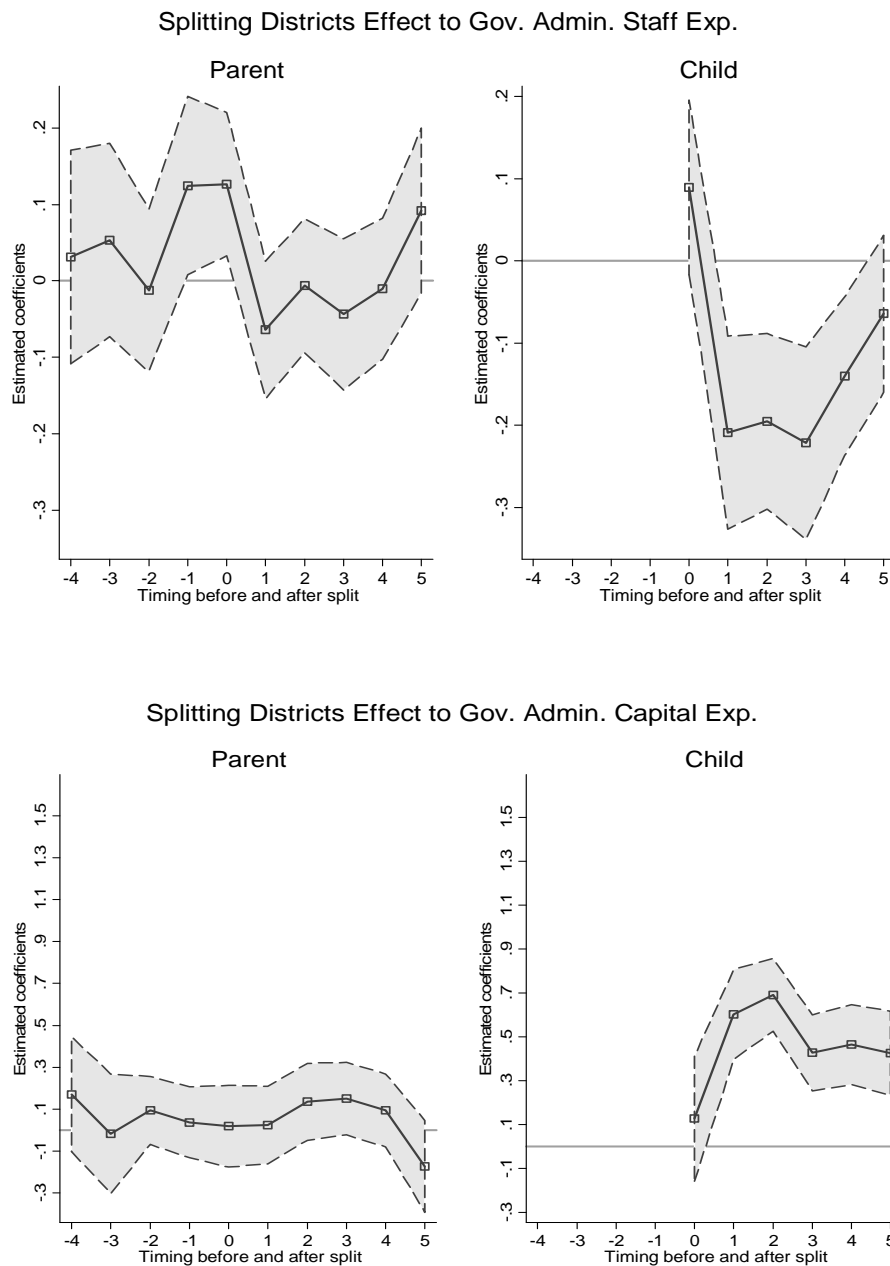 Splitting Districts Effect to Gov. Admin. Staff Exp.
Parent
Child
Estimated coefficients
.2
.1
0
-.1
-.2
-.3
-4 -3 -2 -1 0 1 2 3 4 5
Timing before and after split
Estimated coefficients
.2
.1
0
-.1
-.2
-.3
-4 -3 -2 -1 0 1 2 3 4 5
Timing before and after split
Splitting Districts Effect to Gov. Admin. Capital Exp.
Parent
Child
Estimated coefficients
1.5
1.3
1.1
.9
.7
.5
.3
.1
-.1
-.3
-4 -3 -2 -1 0 1 2 3 4 5
Timing before and after split
Estimated coefficients
1.5
1.3
1.1
.9
.7
.5
.3
.1
-.1
-.3
-4 -3 -2 -1 0 1 2 3 4 5
Timing before and after split